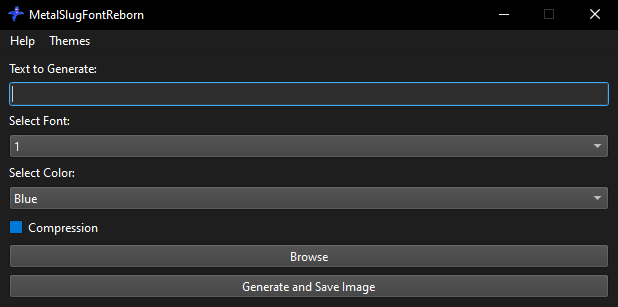 MetalSlugFontReborn
Help Themes
Text to Generate:
Select Font:
1
Select Color:
Blue
Compression
Browse
Generate and Save Image